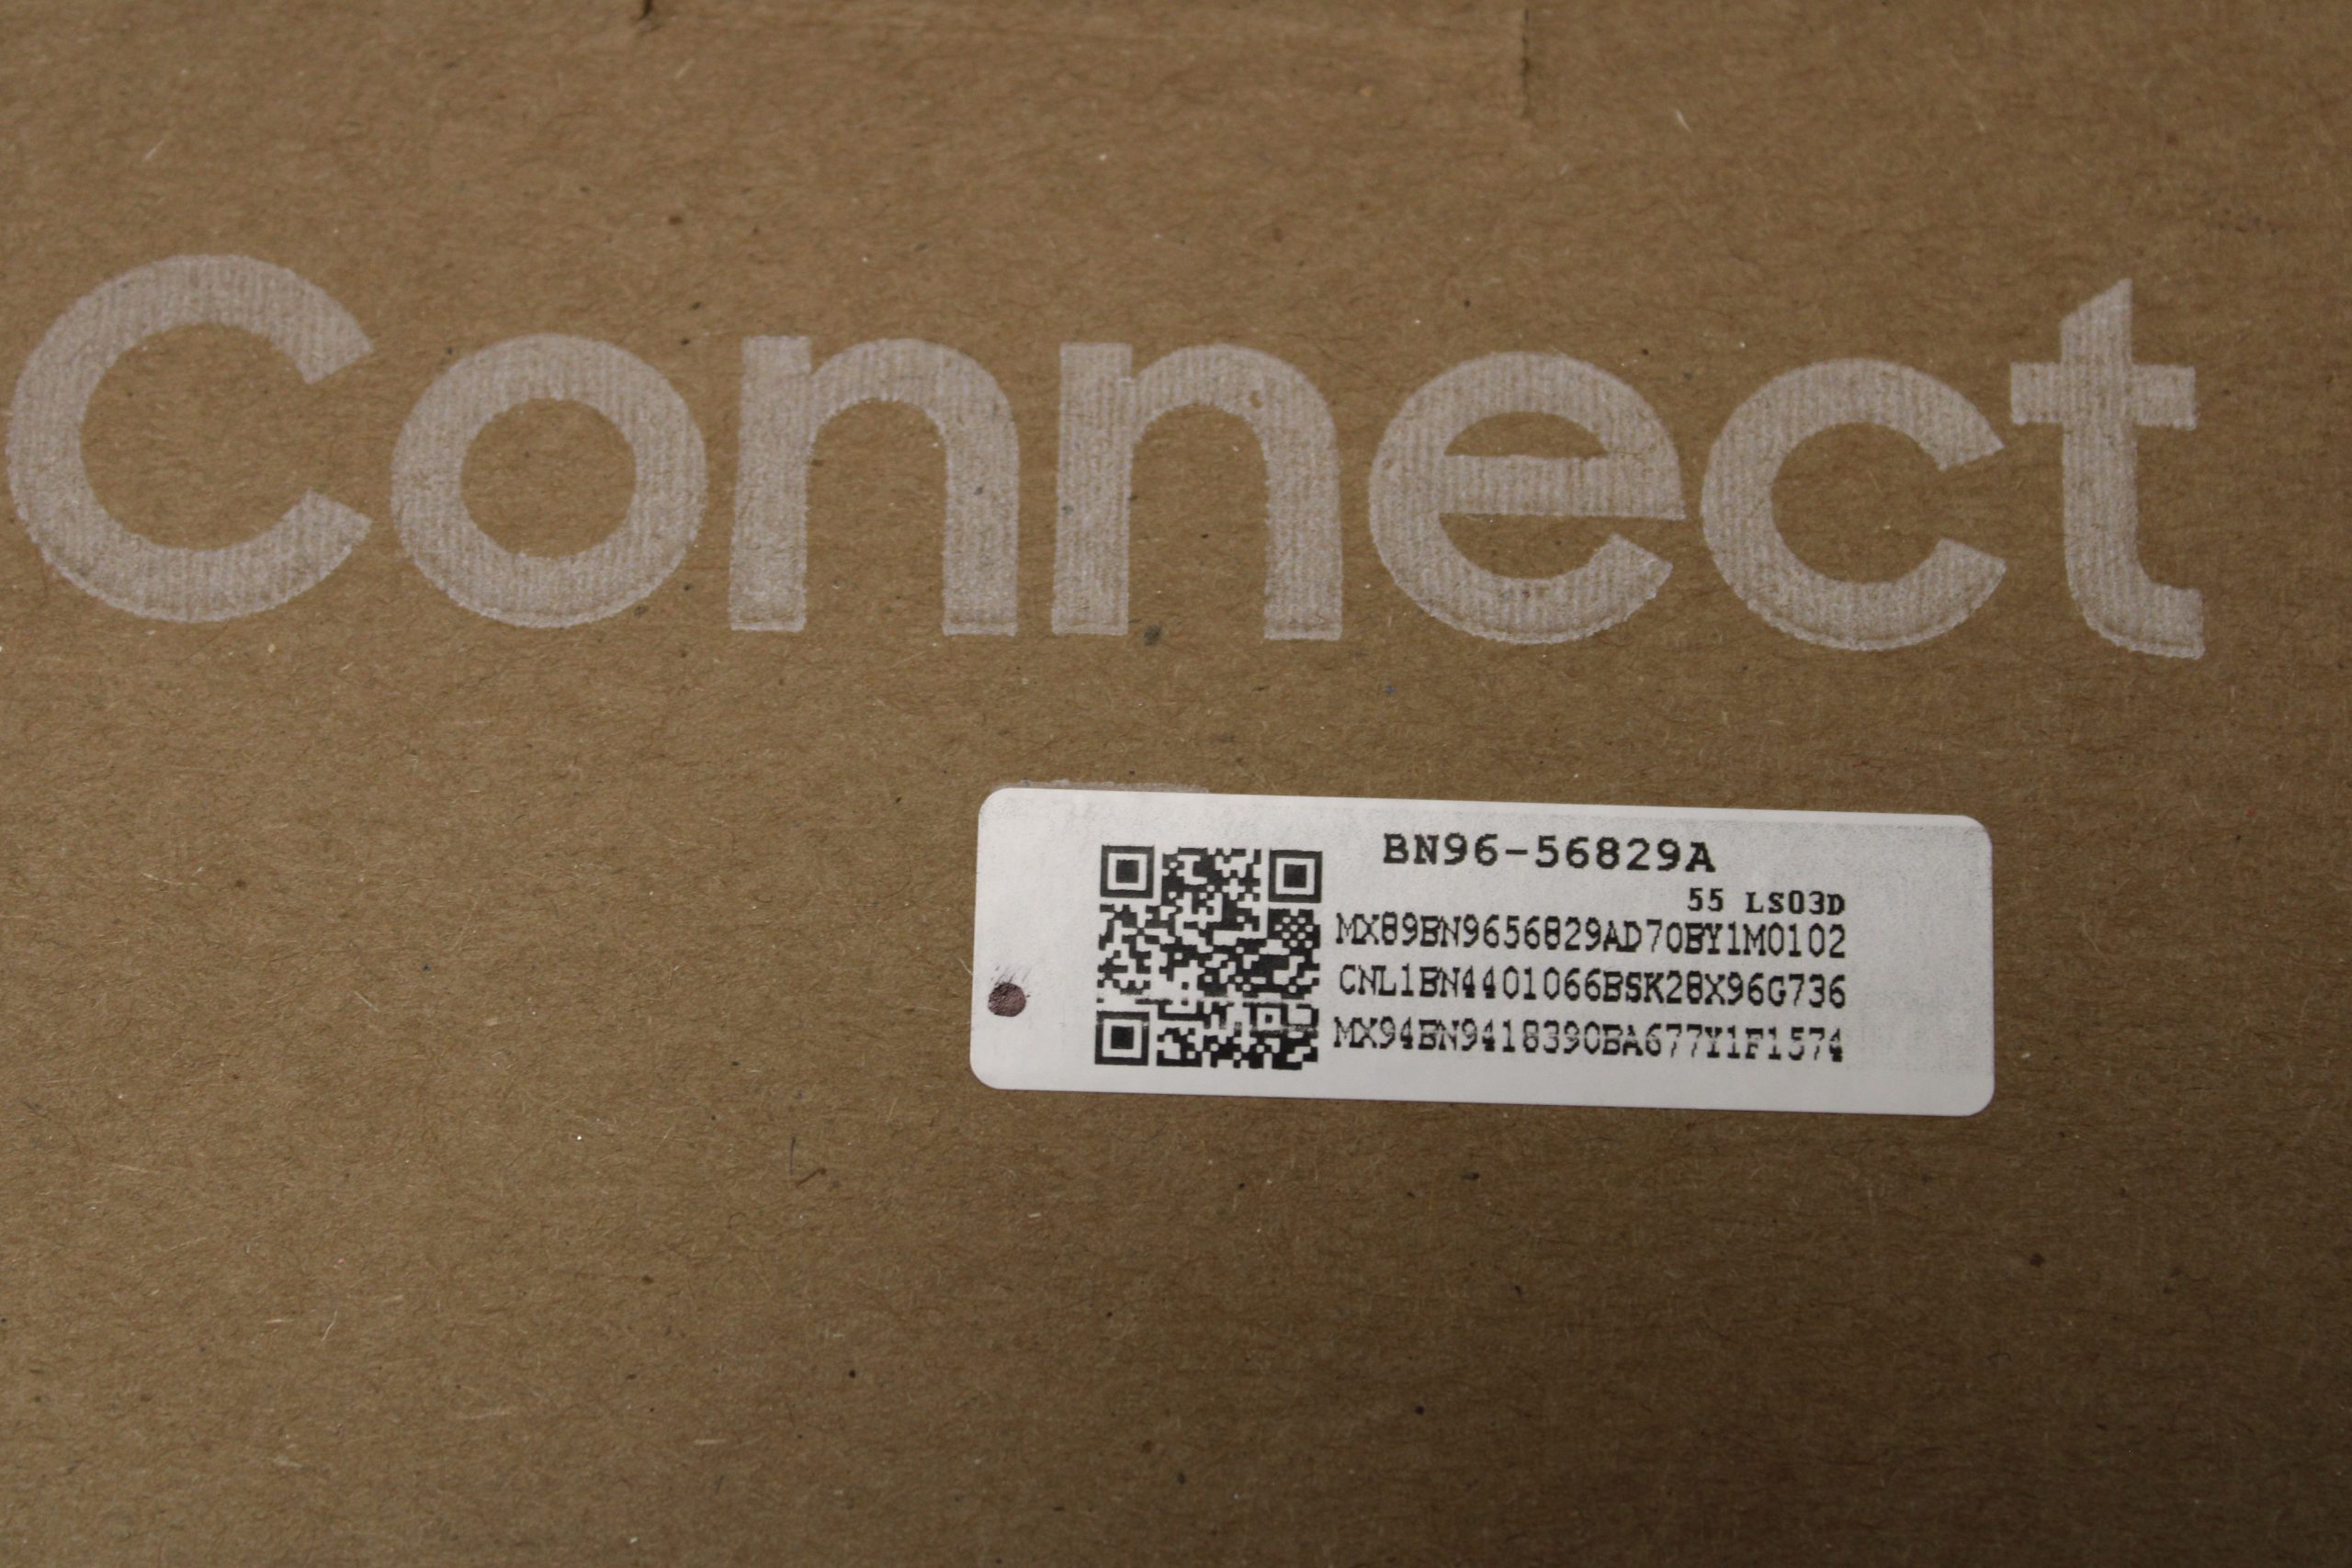 Connect
BN96-56829A
55 LS03D
MX89BN9656829AD70BY1M0102
CNL1BN4401066BSK28X96G736
MX94BN9418390BA677Y1F1574